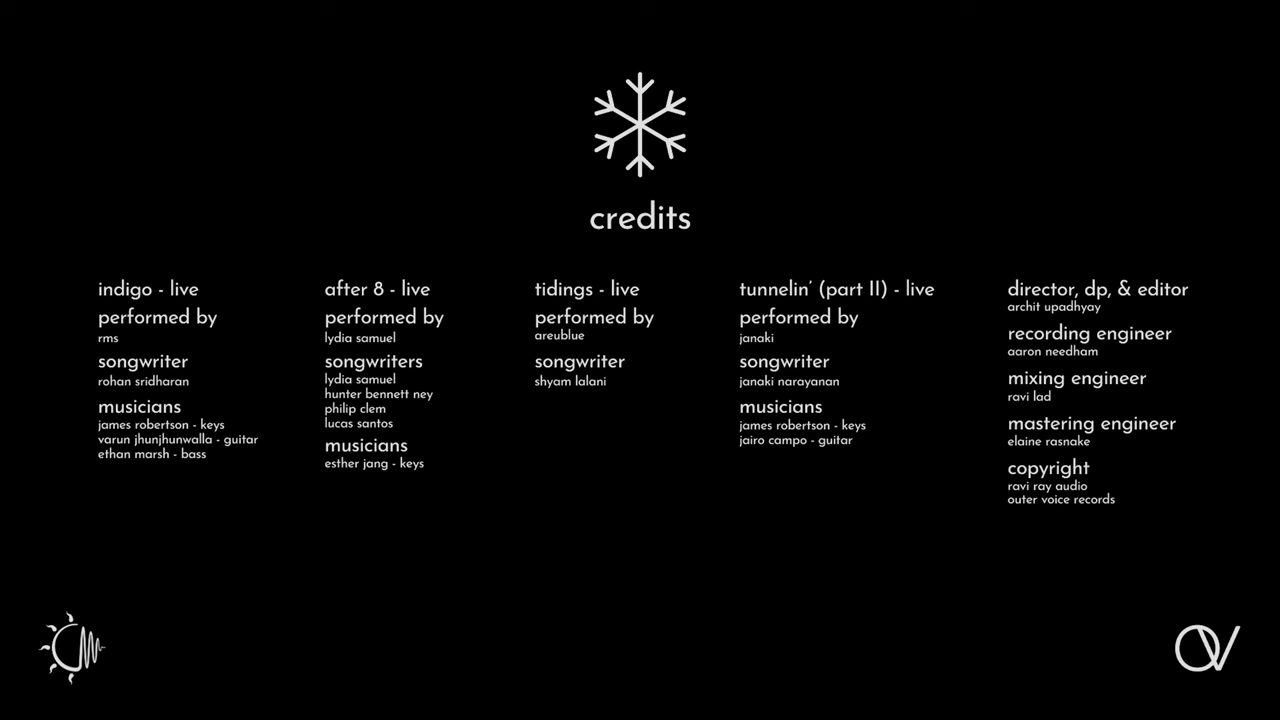 credits
indigo - live
performed by
rms
songwriter
rohan sridharan
musicians
james robertson - keys
varun jhunjhunwalla - guitar
ethan marsh - bass
after 8 - live
performed by
lydia samuel
songwriters
lydia samuel
hunter bennett ney
philip clem
lucas santos
musicians
esther jang - keys
tidings - live
performed by
areublue
songwriter
shyam lalani
tunnelin' (part II) - live
performed by
janaki
songwriter
janaki narayanan
musicians
james robertson - keys
jairo campo - guitar
director, dp, & editor
archit upadhyay
recording engineer
aaron needham
mixing engineer
ravi lad
mastering engineer
elaine rasnake
copyright
ravi ray audio
outer voice records
OV